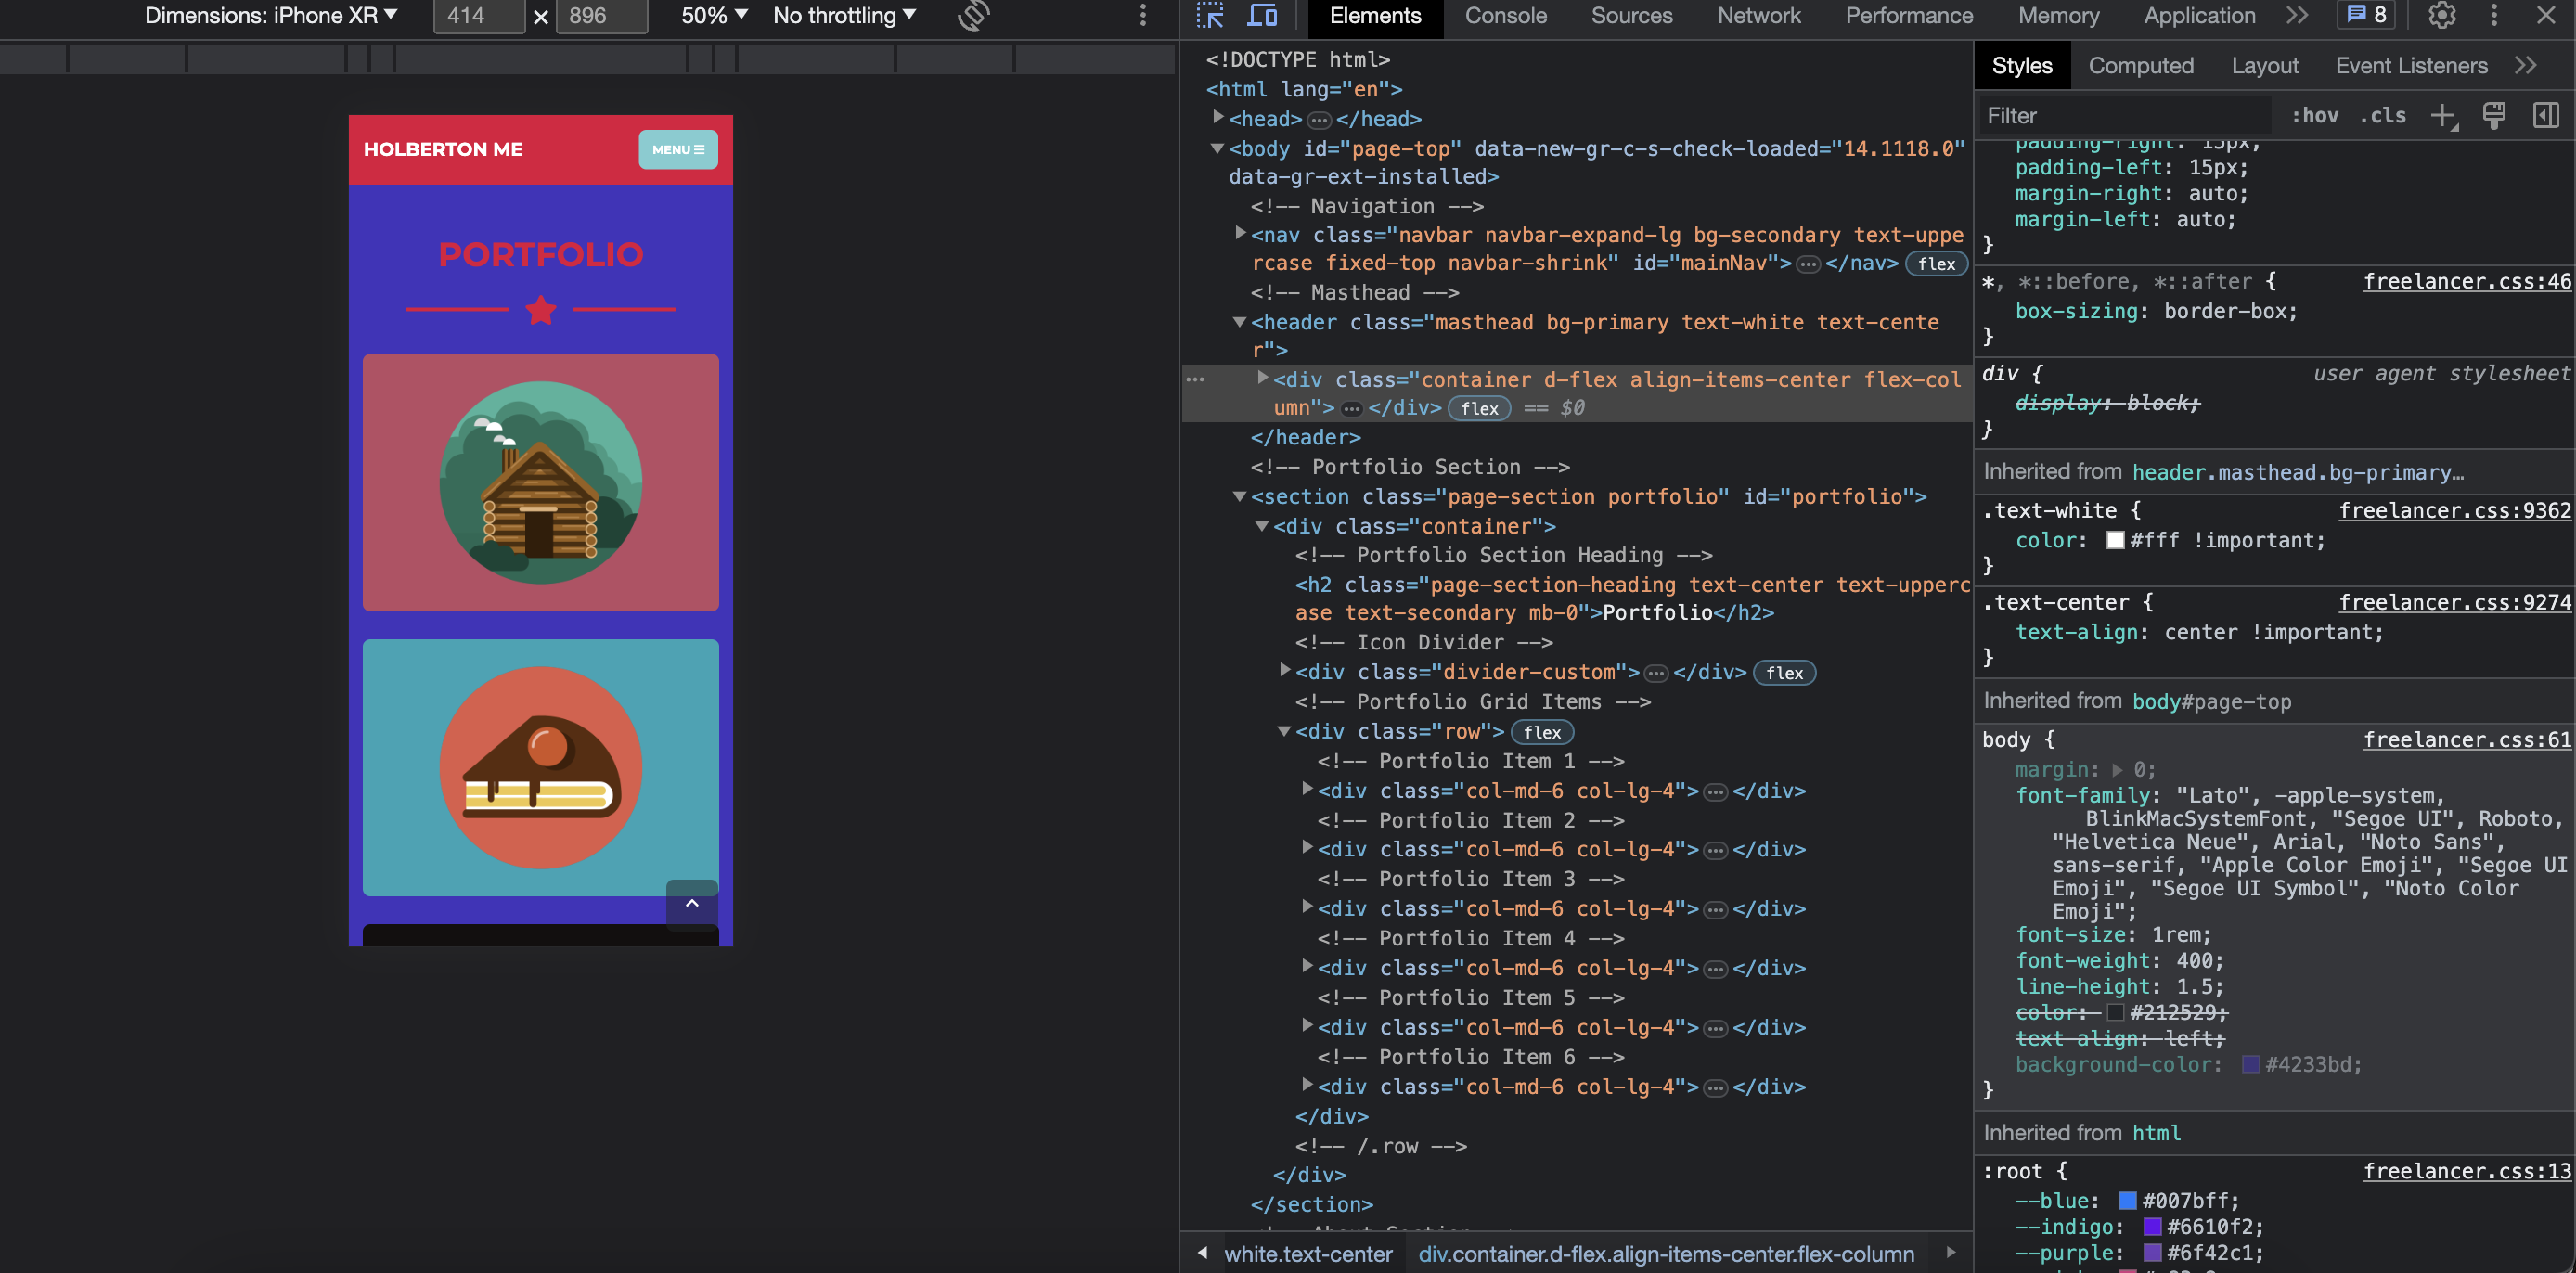 Dimensions: iPhone XR ▼ 414 × 896 50% ▼ No throttling ▼
HOLBERTON ME MENU
PORTFOLIO
Elements Console Sources Network Performance Memory Application 8
<!DOCTYPE html>
<html lang="en">
<head> ••• </head>
<body id="page-top" data-new-gr-c-s-check-loaded="14.1118.0"
data-gr-ext-installed>
<!-- Navigation -->
<nav class="navbar navbar-expand-lg bg-secondary text-uppe
rcase fixed-top navbar-shrink" id="mainNav"> ••• </nav> flex
<!-- Masthead -->
<header class="masthead bg-primary text-white text-cente
r">
••• <div class="container d-flex align-items-center flex-col
umn"> ••• </div> flex == $0
</header>
<!-- Portfolio Section -->
<section class="page-section portfolio" id="portfolio">
<div class="container">
<!-- Portfolio Section Heading -->
<h2 class="page-section-heading text-center text-upperc
ase text-secondary mb-0">Portfolio</h2>
<!-- Icon Divider -->
<div class="divider-custom"> ••• </div> flex
<!-- Portfolio Grid Items -->
<div class="row"> flex
<!-- Portfolio Item 1 -->
<div class="col-md-6 col-lg-4"> ••• </div>
<!-- Portfolio Item 2 -->
<div class="col-md-6 col-lg-4"> ••• </div>
<!-- Portfolio Item 3 -->
<div class="col-md-6 col-lg-4"> ••• </div>
<!-- Portfolio Item 4 -->
<div class="col-md-6 col-lg-4"> ••• </div>
<!-- Portfolio Item 5 -->
<div class="col-md-6 col-lg-4"> ••• </div>
<!-- Portfolio Item 6 -->
<div class="col-md-6 col-lg-4"> ••• </div>
</div>
<!-- /.row -->
</div>
</section>
<!-- About Section
white.text-center div.container.d-flex.align-items-center.flex-column
Styles Computed Layout Event Listeners
Filter :hov .cls
padding-right: 15px;
padding-left: 15px;
margin-right: auto;
margin-left: auto;
}
*, *::before, *::after { freelancer.css:46
box-sizing: border-box;
}
div { user agent stylesheet
display: block;
}
Inherited from header.masthead.bg-primary…
.text-white { freelancer.css:9362
color: #fff !important;
}
.text-center { freelancer.css:9274
text-align: center !important;
}
Inherited from body#page-top
body { freelancer.css:61
margin: 0;
font-family: "Lato", -apple-system,
BlinkMacSystemFont, "Segoe UI", Roboto,
"Helvetica Neue", Arial, "Noto Sans",
sans-serif, "Apple Color Emoji", "Segoe UI
Emoji", "Segoe UI Symbol", "Noto Color
Emoji";
font-size: 1rem;
font-weight: 400;
line-height: 1.5;
color: #212529;
text-align: left;
background-color: #4233bd;
}
Inherited from html
:root { freelancer.css:13
--blue: #007bff;
--indigo: #6610f2;
--purple: #6f42c1;